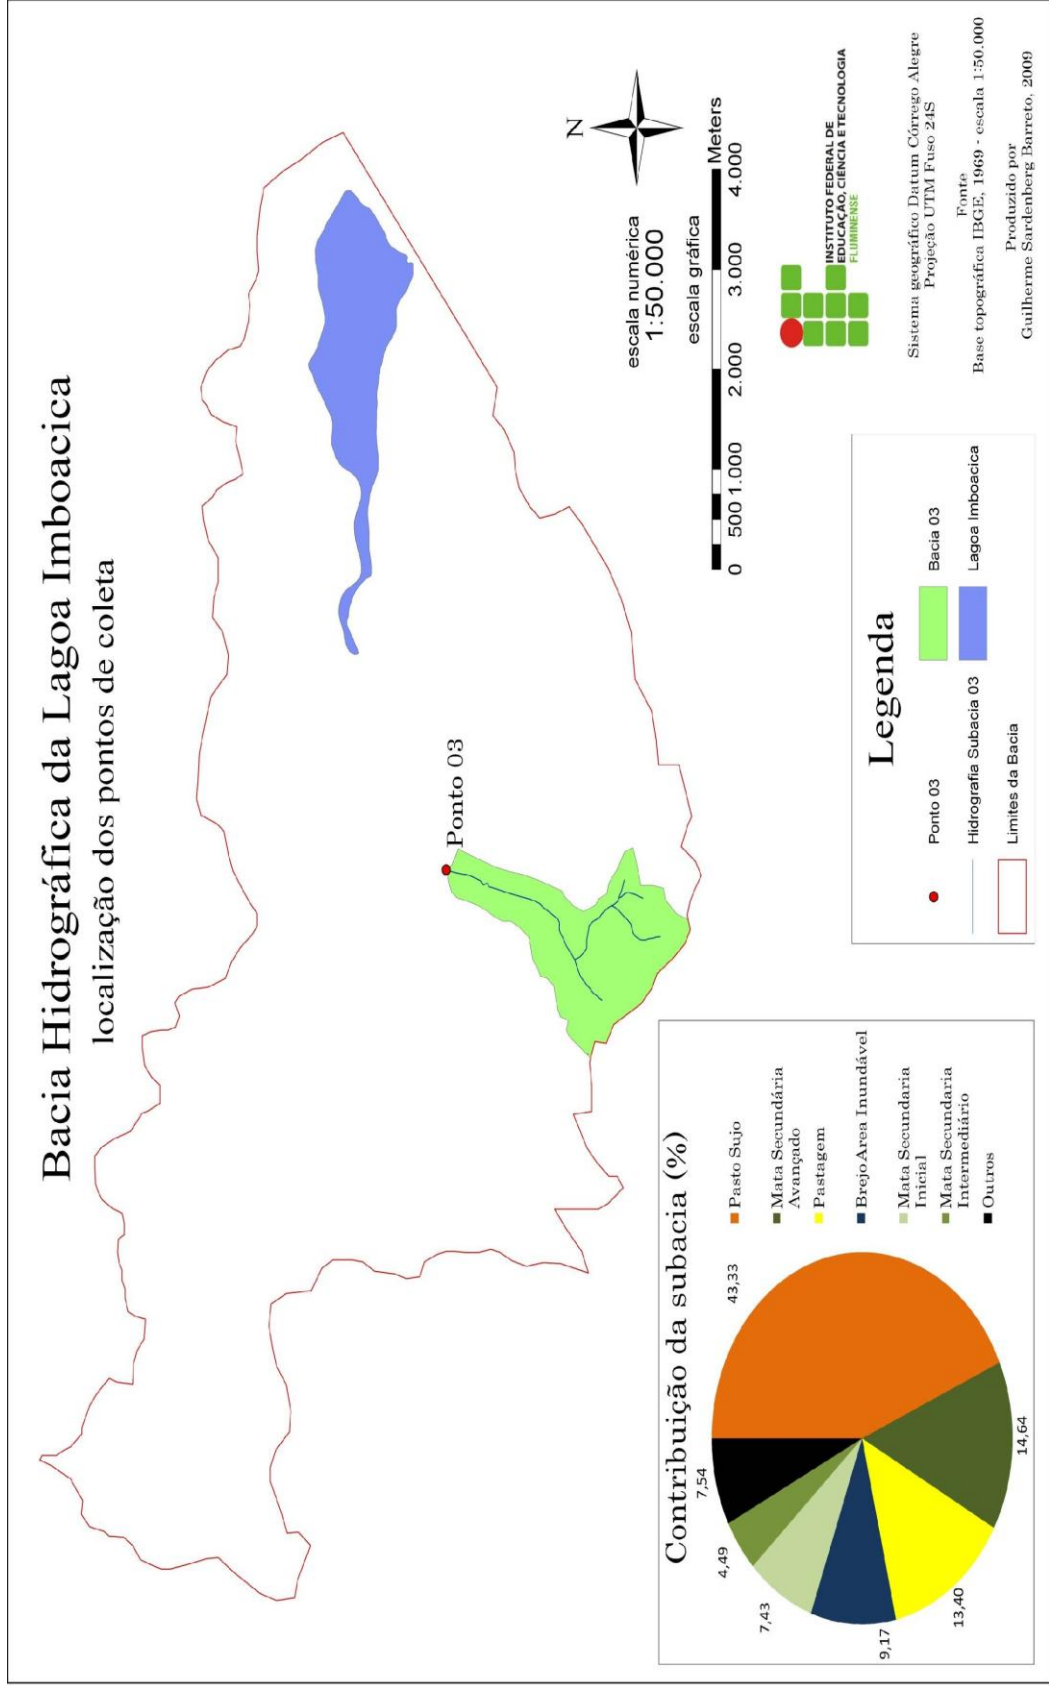 Bacia Hidrográfica da Lagoa Imboacica
localização dos pontos de coleta
Ponto 03
N
escala numérica
1:50.000
escala gráfica
0 500 1.000 2.000 3.000 4.000 Meters
INSTITUTO FEDERAL DE
EDUCAÇÃO, CIÊNCIA E TECNOLOGIA
FLUMINENSE
Sistema geográfico Datum Córrego Alegre
Projeção UTM Fuso 24S
Fonte
Base topográfica IBGE, 1969 - escala 1:50.000
Produzido por
Guilherme Sardenberg Barreto, 2009
Contribuição da subacia (%)
43,33
14,64
13,40
9,17
7,43
4,49
7,54
Pasto Sujo
Mata Secundária
Avançado
Pastagem
BrejoArea Inundável
Mata Secundaria
Inicial
Mata Secundaria
Intermediário
Outros
Legenda
Ponto 03
Hidrografia Subacia 03
Limites da Bacia
Bacia 03
Lagoa Imboacica